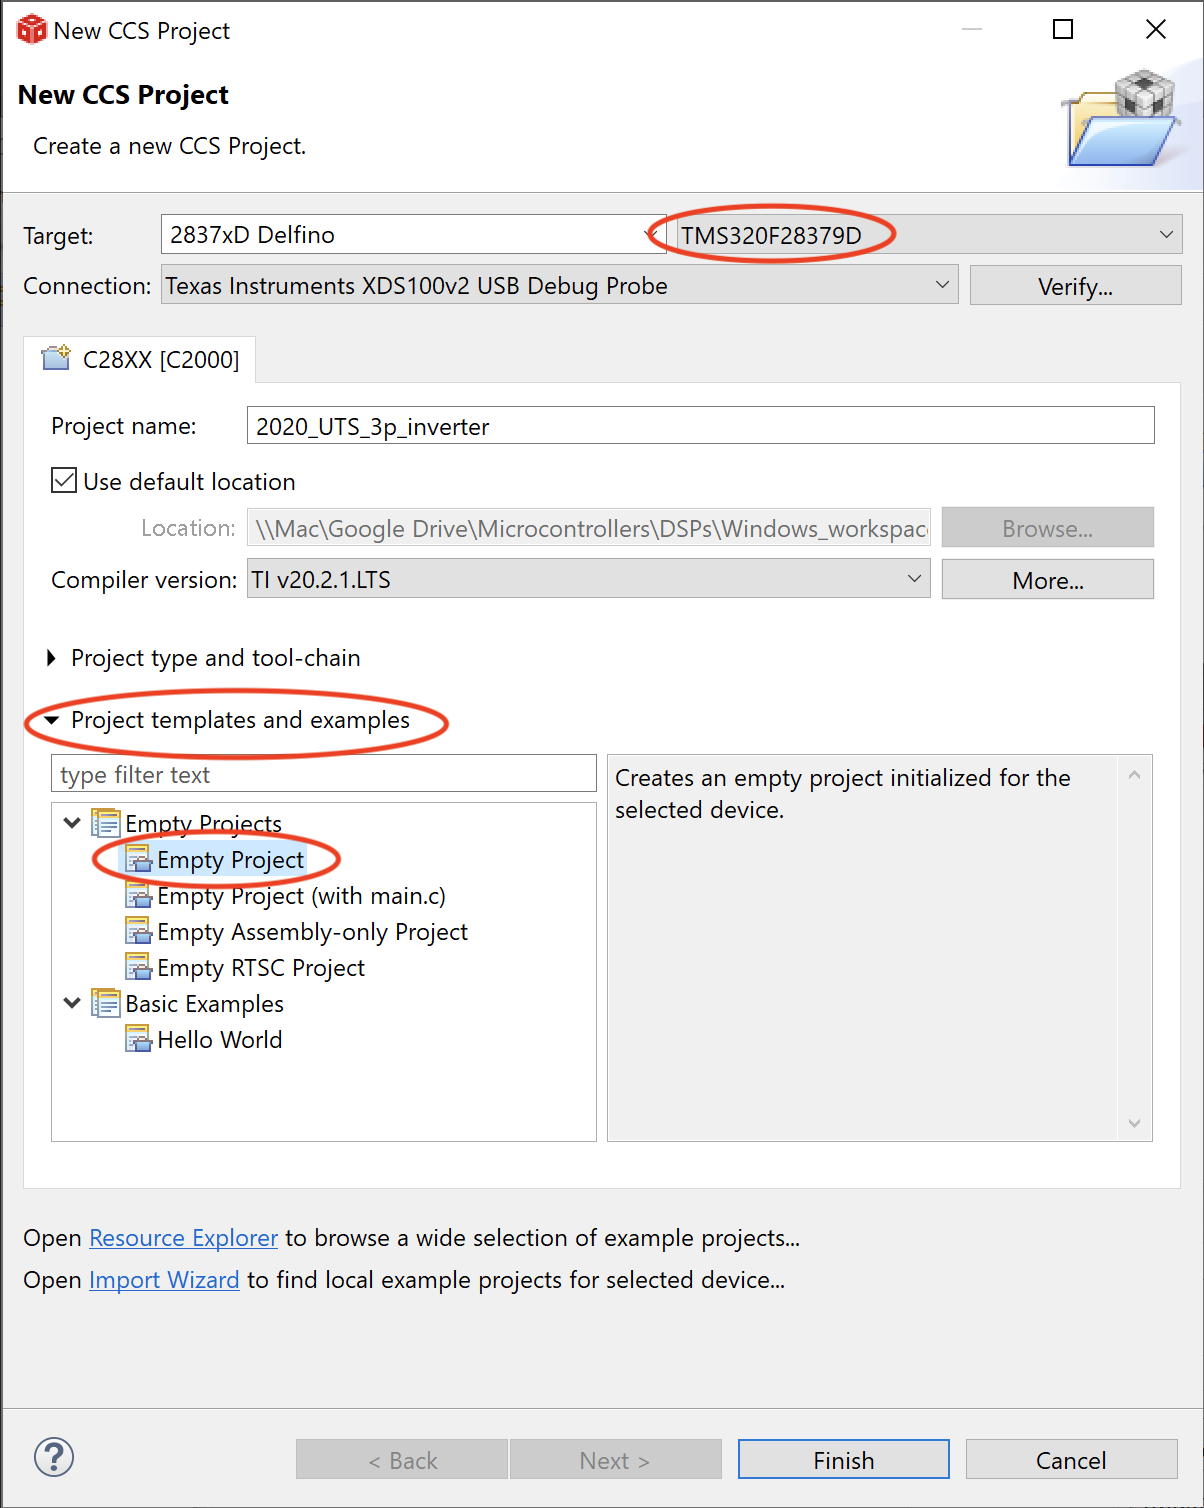 New CCS Project
New CCS Project
Create a new CCS Project.
Target: 2837xD Delfino TMS320F28379D
Connection: Texas Instruments XDS100v2 USB Debug Probe Verify...
C28XX [C2000]
Project name: 2020_UTS_3p_inverter
Use default location
Location: \\Mac\Google Drive\Microcontrollers\DSPs\Windows_workspac Browse...
Compiler version: TI v20.2.1.LTS More...
Project type and tool-chain
Project templates and examples
type filter text
Creates an empty project initialized for the
selected device.
Empty Projects
Empty Project
Empty Project (with main.c)
Empty Assembly-only Project
Empty RTSC Project
Basic Examples
Hello World
Open Resource Explorer to browse a wide selection of example projects...
Open Import Wizard to find local example projects for selected device...
? < Back Next > Finish Cancel